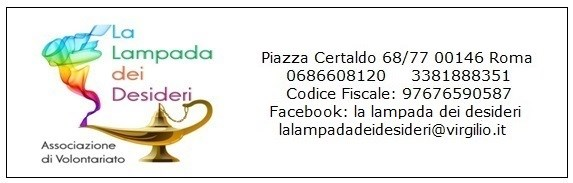 La
Lampada
dei
Desideri
Associazione
di Volontariato
Piazza Certaldo 68/77 00146 Roma
0686608120 3381888351
Codice Fiscale: 97676590587
Facebook: la lampada dei desideri
lalampadadeidesideri@virgilio.it